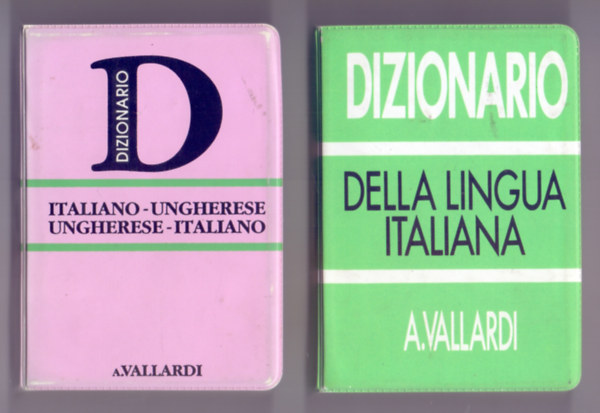 D
DIZIONARIO
ITALIANO-UNGHERESE
UNGHERESE-ITALIANO
A.VALLARDI
DIZIONARIO
DELLA LINGUA
ITALIANA
A.VALLARDI